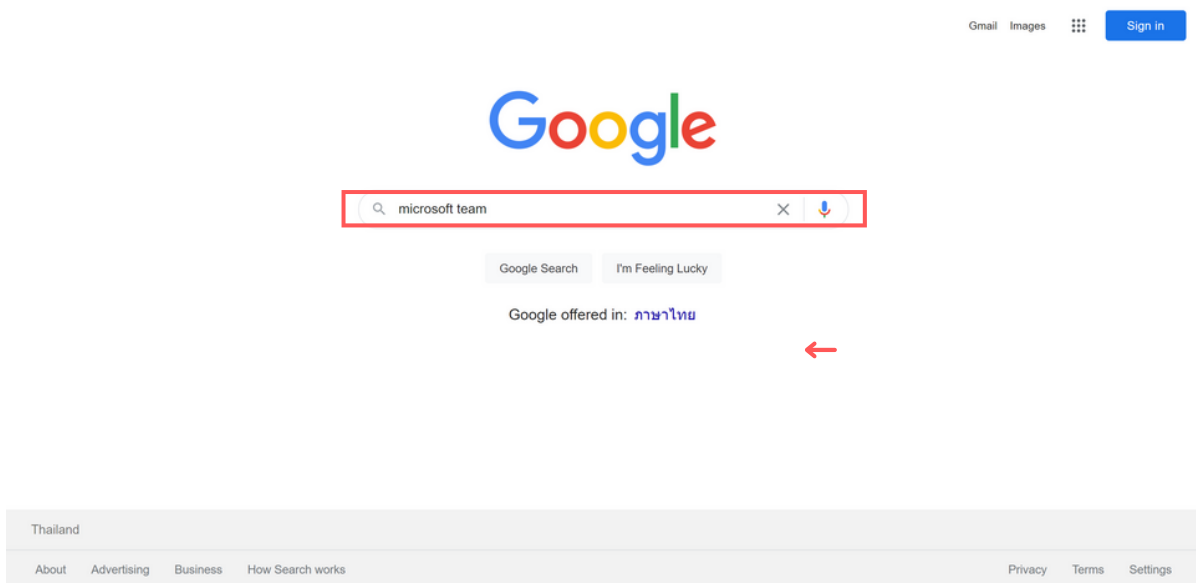 Gmail Images Sign in
Google
microsoft team
Google Search I'm Feeling Lucky
Google offered in: ภาษาไทย
Thailand
About Advertising Business How Search works Privacy Terms Settings